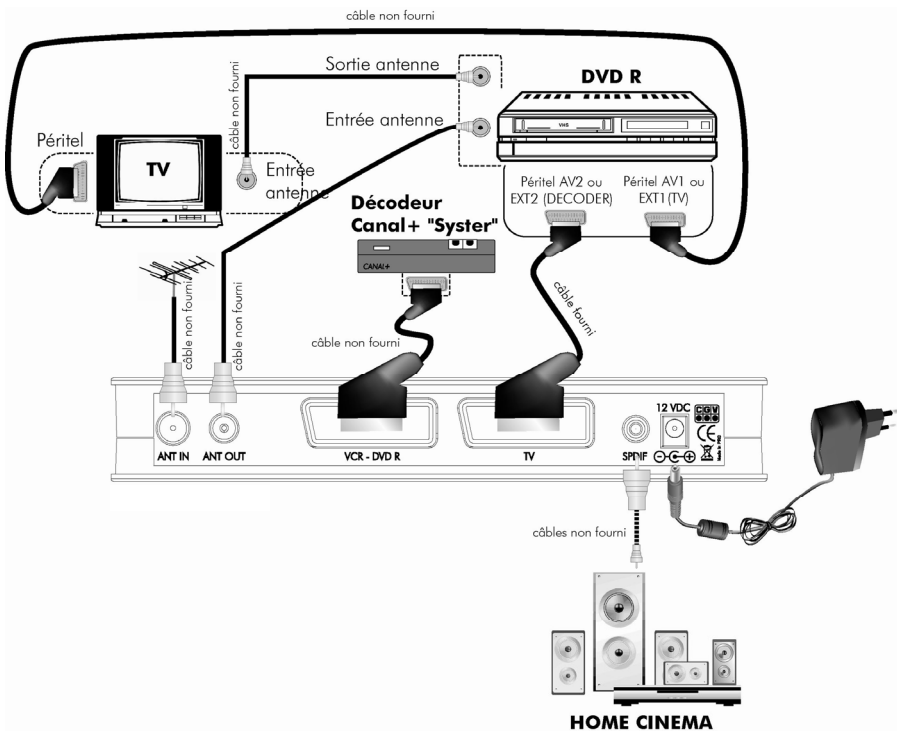 câble non fourni
Sortie antenne
DVD R
câble non fourni
Entrée antenne
VHS
Péritel
TV
Entrée
antenne
Péritel AV2 ou
EXT2 (DECODER)
Péritel AV1 ou
EXT1(TV)
Décodeur
Canal+ "Syster"
CANAL+
câble non fourni
câble non fourni
câble non fourni
câble fourni
ANT IN
ANT OUT
VCR - DVD R
TV
SPDIF
12 VDC
CGV
CE
câbles non fourni
HOME CINEMA